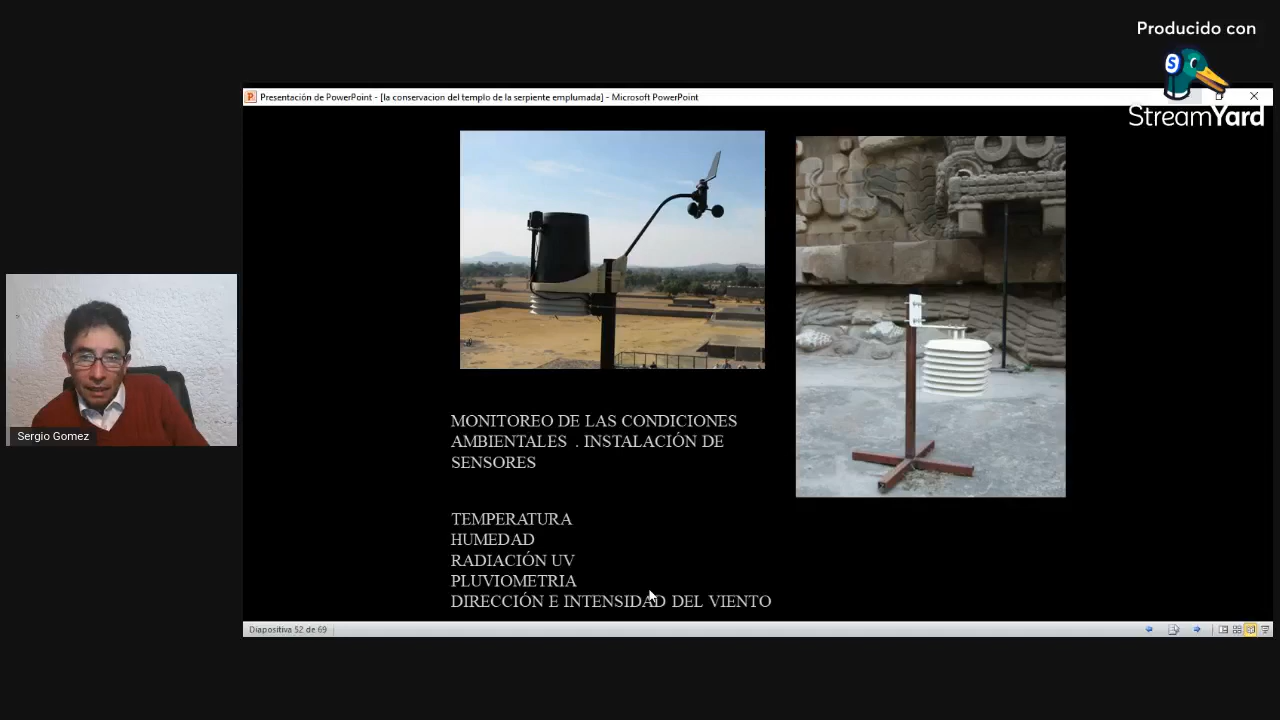 Producido con
StreamYard
Presentación de PowerPoint - [la conservacion del templo de la serpiente emplumada] - Microsoft PowerPoint
MONITOREO DE LAS CONDICIONES
AMBIENTALES . INSTALACIÓN DE
SENSORES
TEMPERATURA
HUMEDAD
RADIACIÓN UV
PLUVIOMETRIA
DIRECCIÓN E INTENSIDAD DEL VIENTO
Sergio Gomez
Diapositiva 52 de 69